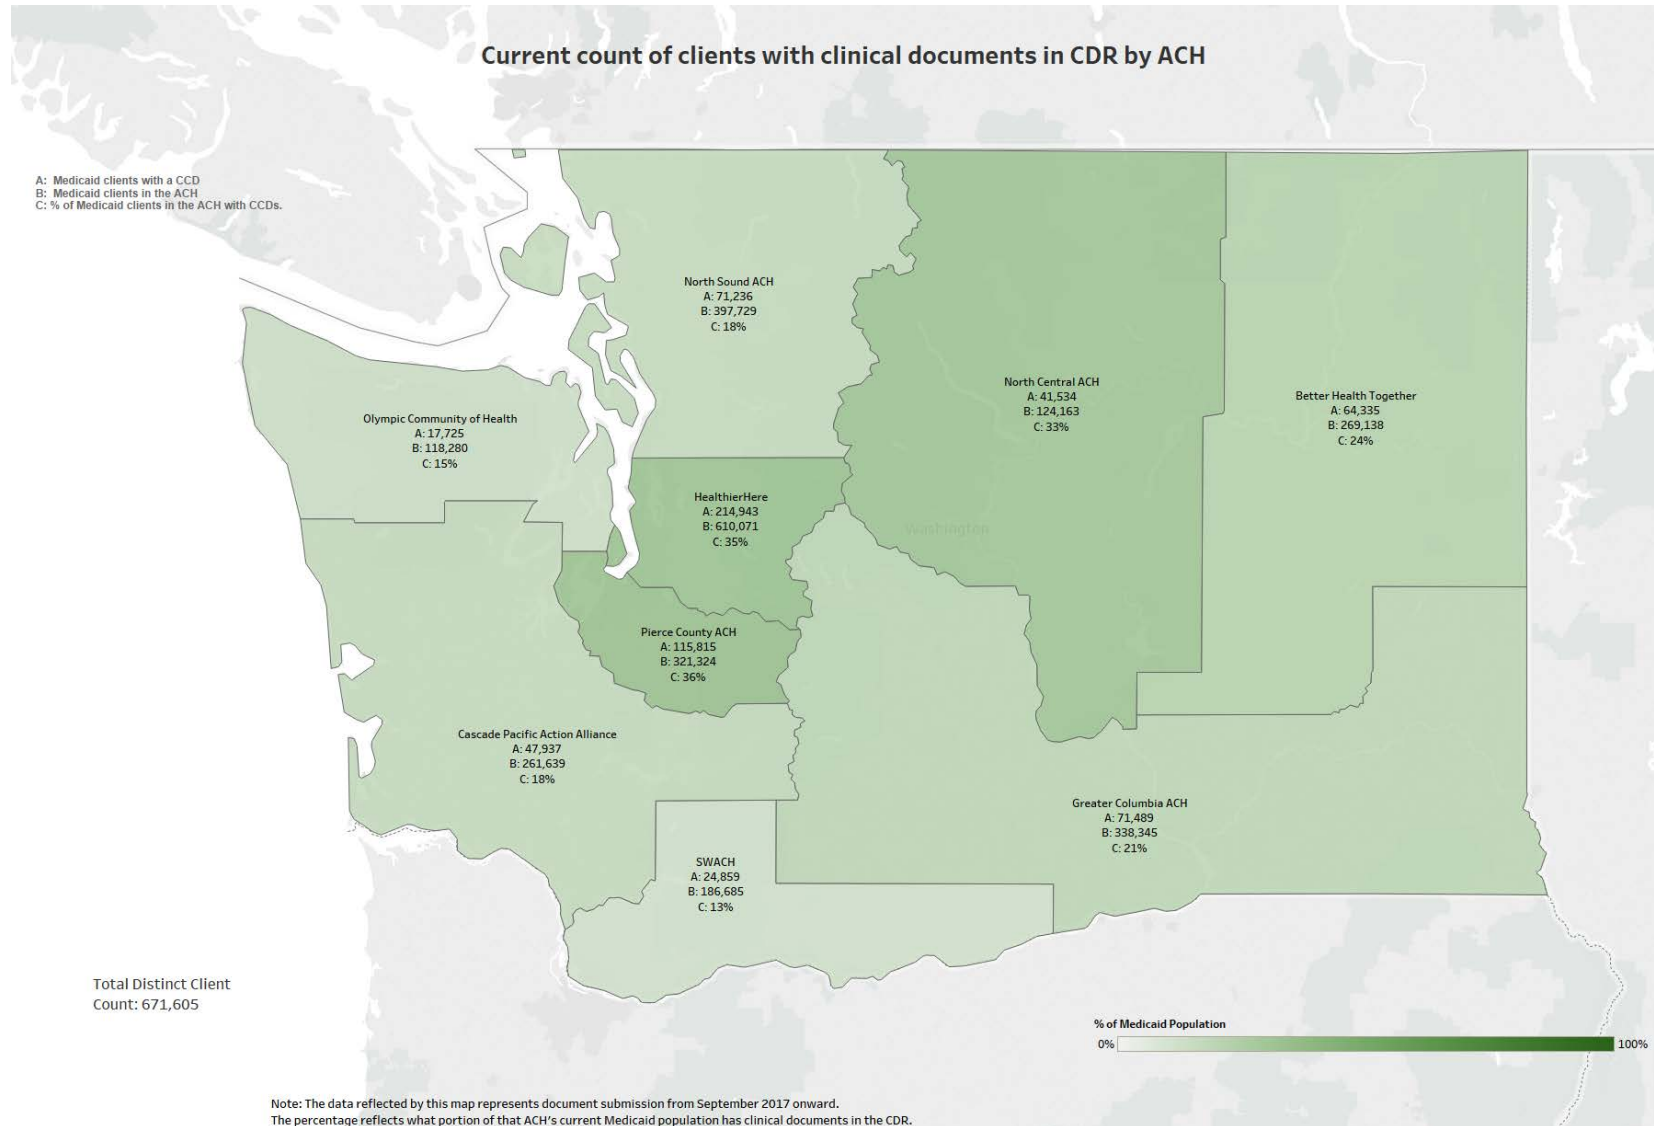 Current count of clients with clinical documents in CDR by ACH
A: Medicaid clients with a CCD
B: Medicaid clients in the ACH
C: % of Medicaid clients in the ACH with CCDs.
North Sound ACH
A: 71,236
B: 397,729
C: 18%
North Central ACH
A: 41,534
B: 124,163
C: 33%
Better Health Together
A: 64,335
B: 269,138
C: 24%
Olympic Community of Health
A: 17,725
B: 118,280
C: 15%
HealthierHere
A: 214,943
B: 610,071
C: 35%
Washington
Pierce County ACH
A: 115,815
B: 321,324
C: 36%
Cascade Pacific Action Alliance
A: 47,937
B: 261,639
C: 18%
Greater Columbia ACH
A: 71,489
B: 338,345
C: 21%
SWACH
A: 24,859
B: 186,685
C: 13%
Total Distinct Client
Count: 671,605
% of Medicaid Population
0% 100%
Note: The data reflected by this map represents document submission from September 2017 onward.
The percentage reflects what portion of that ACH's current Medicaid population has clinical documents in the CDR.